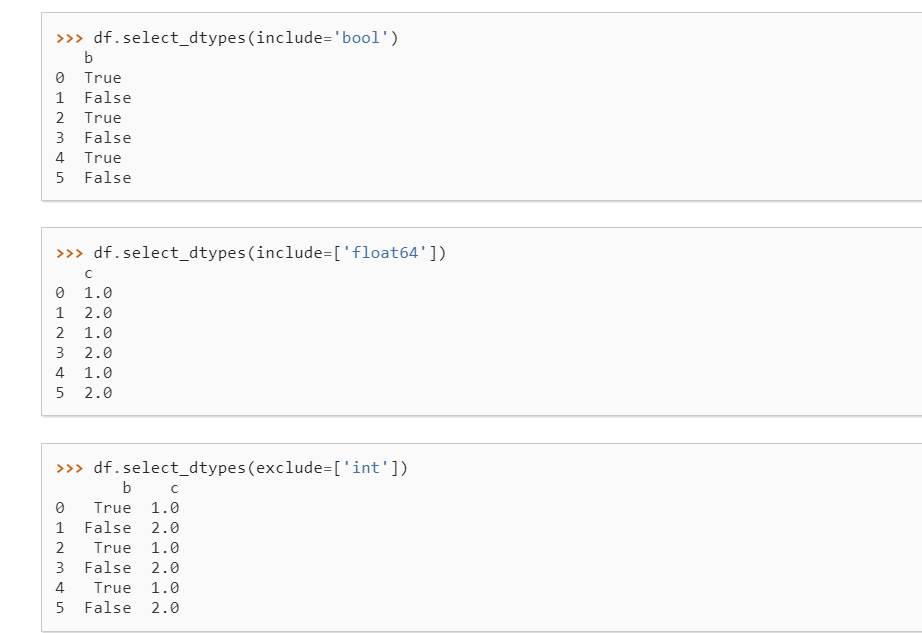 >>> df.select_dtypes(include='bool')
   b
0  True
1  False
2  True
3  False
4  True
5  False
>>> df.select_dtypes(include=['float64'])
   c
0  1.0
1  2.0
2  1.0
3  2.0
4  1.0
5  2.0
>>> df.select_dtypes(exclude=['int'])
       b    c
0   True  1.0
1  False  2.0
2   True  1.0
3  False  2.0
4   True  1.0
5  False  2.0